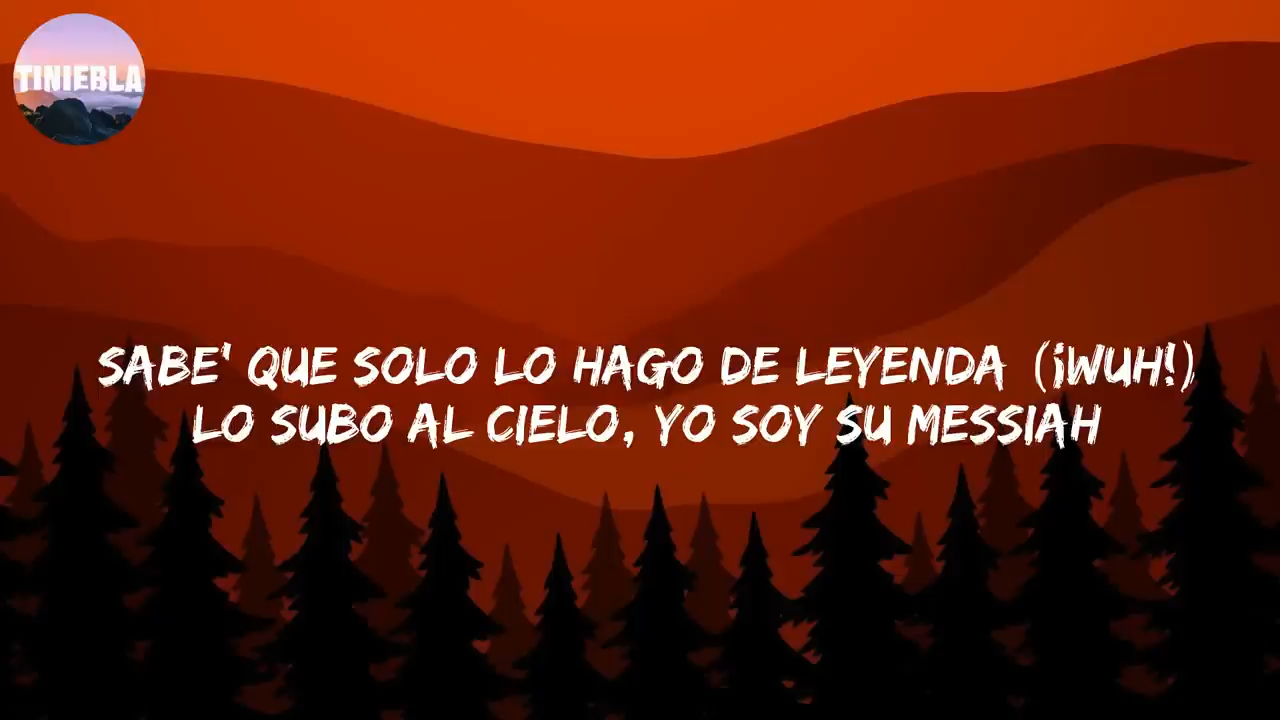 TINIEBLA
SABE' QUE SOLO LO HAGO DE LEYENDA (¡WUH!)
LO SUBO AL CIELO, YO SOY SU MESSIAH